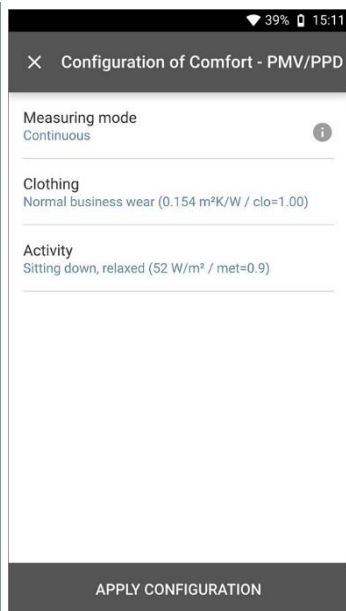 39% 15:11
Configuration of Comfort - PMV/PPD
Measuring mode
Continuous
Clothing
Normal business wear (0.154 m²K/W / clo=1.00)
Activity
Sitting down, relaxed (52 W/m² / met=0.9)
APPLY CONFIGURATION